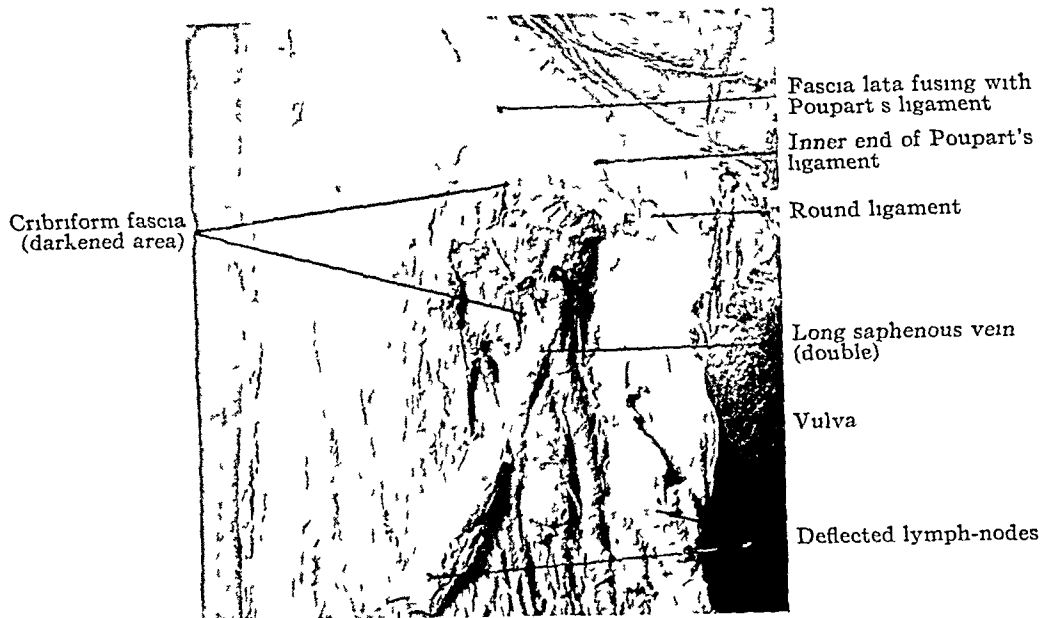 Fascia lata fusing with
Poupart s ligament
Inner end of Poupart's
ligament
Cribriform fascia
(darkened area)
Round ligament
Long saphenous vein
(double)
Vulva
Deflected lymph-nodes